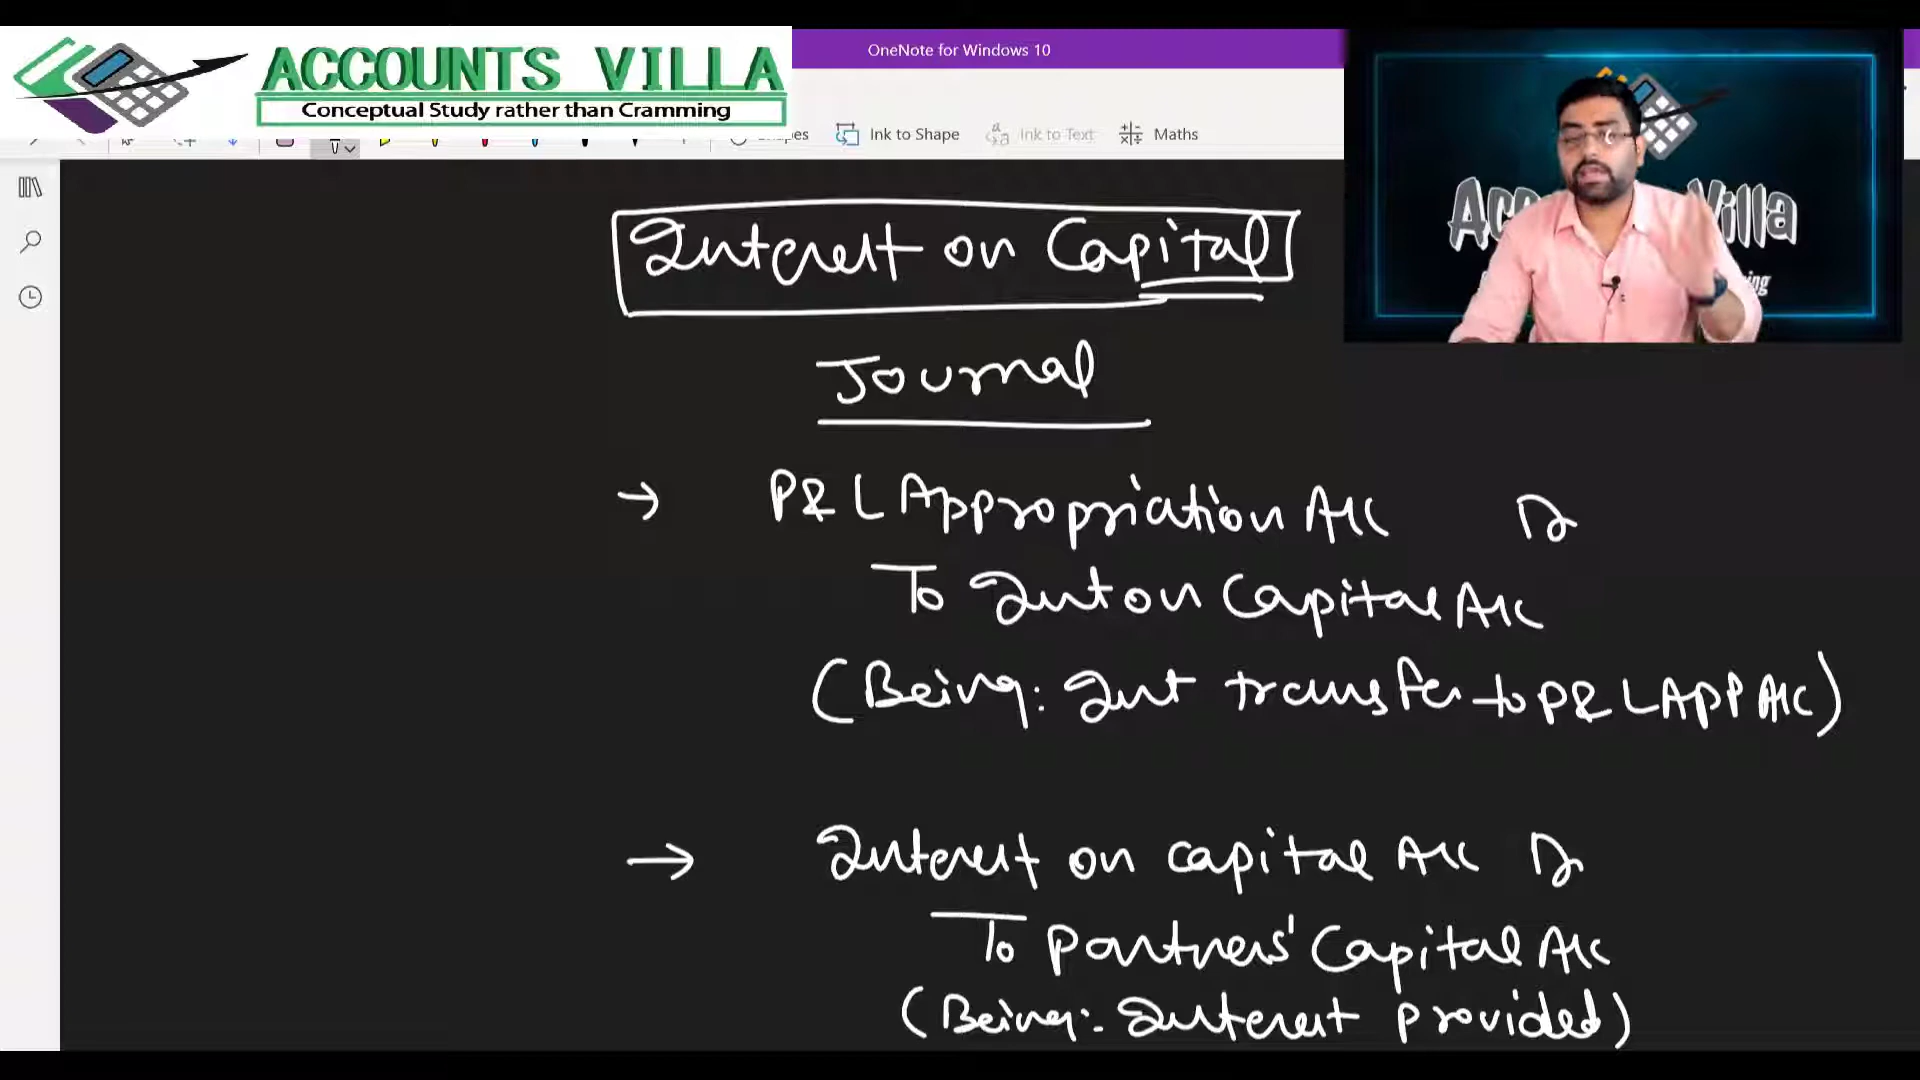 ACCOUNTS VILLA
Conceptual Study rather than Cramming
OneNote for Windows 10
Ink to Shape
Ink to Text
Maths
Villa
Interest on Capital
Journal
→ P&L Appropriation A/c Dr
To Int on Capital A/c
(Being: Int transfer to P&L APP A/c)
→ Interest on capital A/c Dr
To Partners' Capital A/c
(Being:- Interest provided)